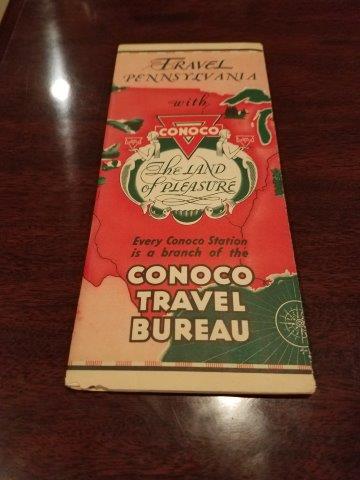 TRAVEL
PENNSYLVANIA
with
CONOCO
The LAND
of PLEASURE
Every Conoco Station
is a branch of the
CONOCO
TRAVEL
BUREAU